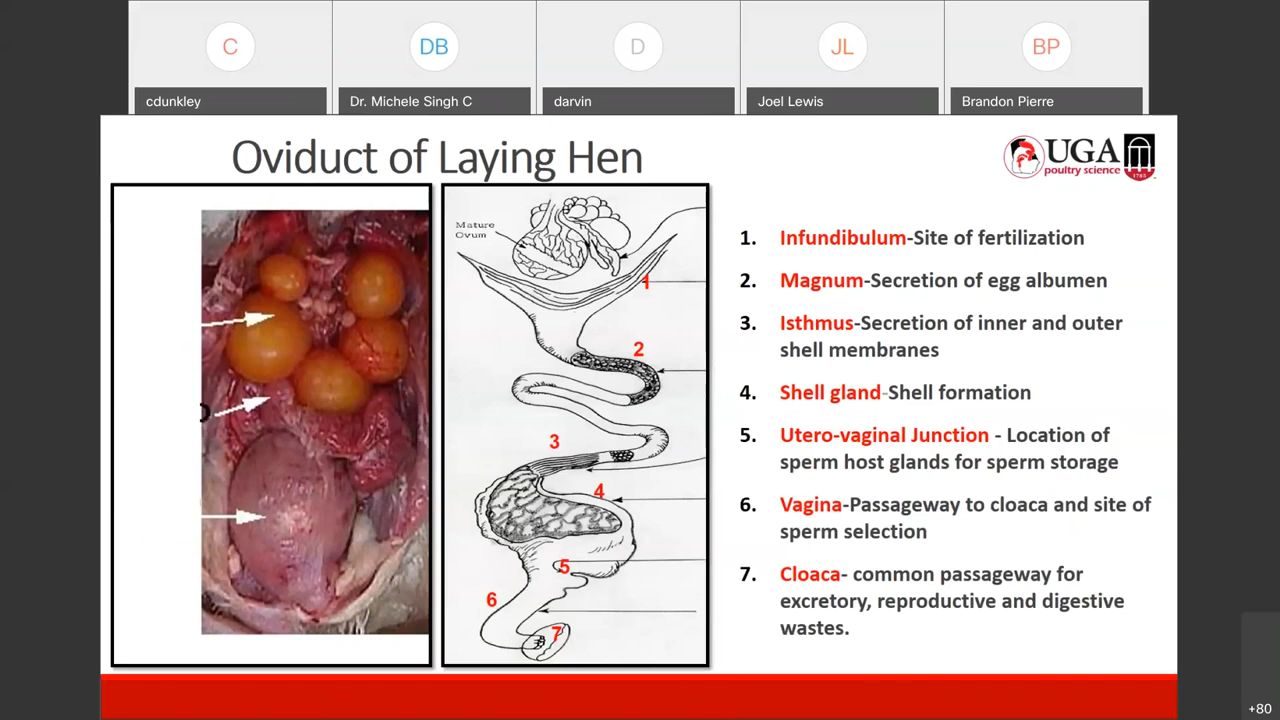 C
DB
D
JL
BP
cdunkley
Dr. Michele Singh C
darvin
Joel Lewis
Brandon Pierre
Oviduct of Laying Hen
UGA
poultry science
1785
Mature
Ovum
1
2
3
4
5
6
7
1. Infundibulum-Site of fertilization
2. Magnum-Secretion of egg albumen
3. Isthmus-Secretion of inner and outer
shell membranes
4. Shell gland-Shell formation
5. Utero-vaginal Junction - Location of
sperm host glands for sperm storage
6. Vagina-Passageway to cloaca and site of
sperm selection
7. Cloaca- common passageway for
excretory, reproductive and digestive
wastes.
+80